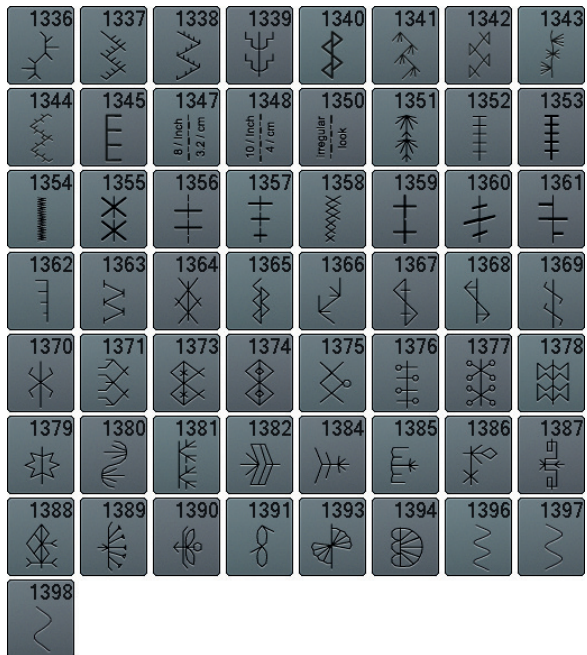 1336 1337 1338 1339 1340 1341 1342 1343
1344 1345 1347 1348 1350 1351 1352 1353
8 / Inch
3.2 / cm
10 / Inch
4 / cm
Irregular
look
1354 1355 1356 1357 1358 1359 1360 1361
1362 1363 1364 1365 1366 1367 1368 1369
1370 1371 1373 1374 1375 1376 1377 1378
1379 1380 1381 1382 1384 1385 1386 1387
1388 1389 1390 1391 1393 1394 1396 1397
1398